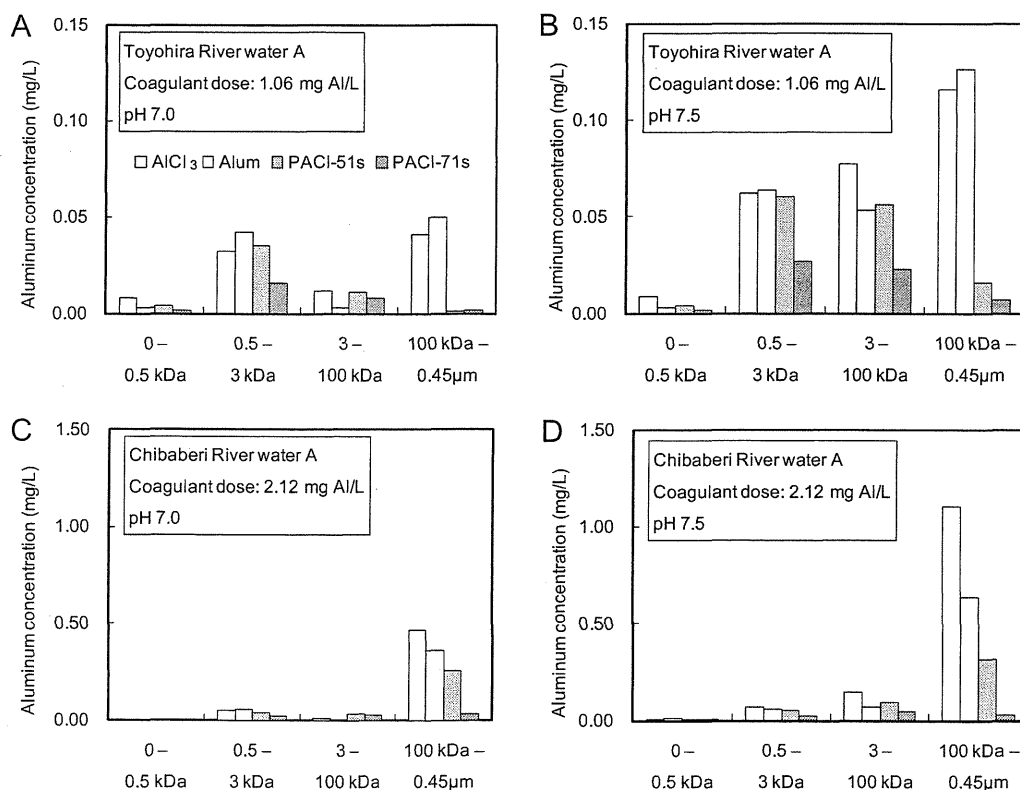 A
Aluminum concentration (mg/L)
0.15
0.10
0.05
0.00
Toyohira River water A
Coagulant dose: 1.06 mg Al/L
pH 7.0
AlCl3 Alum PACl-51s PACl-71s
0 – 0.5 – 3 – 100 kDa –
0.5 kDa 3 kDa 100 kDa 0.45µm
B
Aluminum concentration (mg/L)
0.15
0.10
0.05
0.00
Toyohira River water A
Coagulant dose: 1.06 mg Al/L
pH 7.5
0 – 0.5 – 3 – 100 kDa –
0.5 kDa 3 kDa 100 kDa 0.45µm
C
Aluminum concentration (mg/L)
1.50
1.00
0.50
0.00
Chibaberi River water A
Coagulant dose: 2.12 mg Al/L
pH 7.0
0 – 0.5 – 3 – 100 kDa –
0.5 kDa 3 kDa 100 kDa 0.45µm
D
Aluminum concentration (mg/L)
1.50
1.00
0.50
0.00
Chibaberi River water A
Coagulant dose: 2.12 mg Al/L
pH 7.5
0 – 0.5 – 3 – 100 kDa –
0.5 kDa 3 kDa 100 kDa 0.45µm